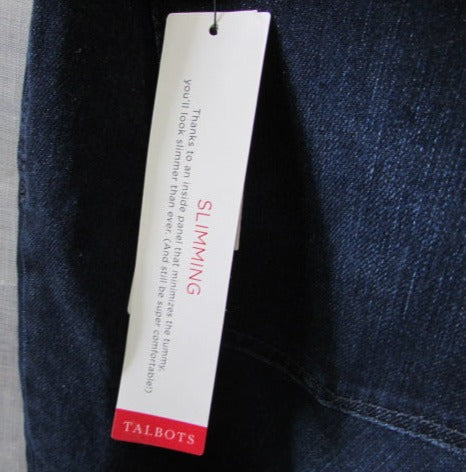 SLIMMING
Thanks to an inside panel that minimizes the tummy,
you'll look slimmer than ever. (And still be super comfortable!)
TALBOTS